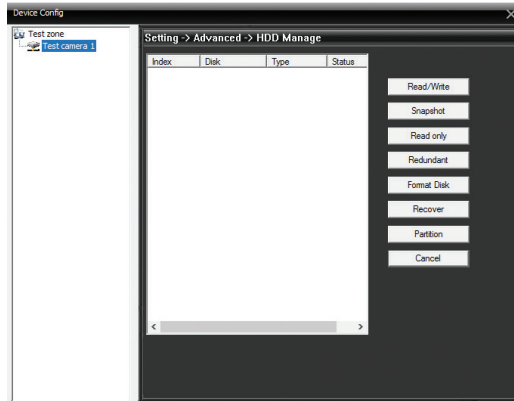 Device Config
Test zone
Test camera 1
Setting -> Advanced -> HDD Manage
Index Disk Type Status
Read/Write
Snapshot
Read only
Redundant
Format Disk
Recover
Partition
Cancel